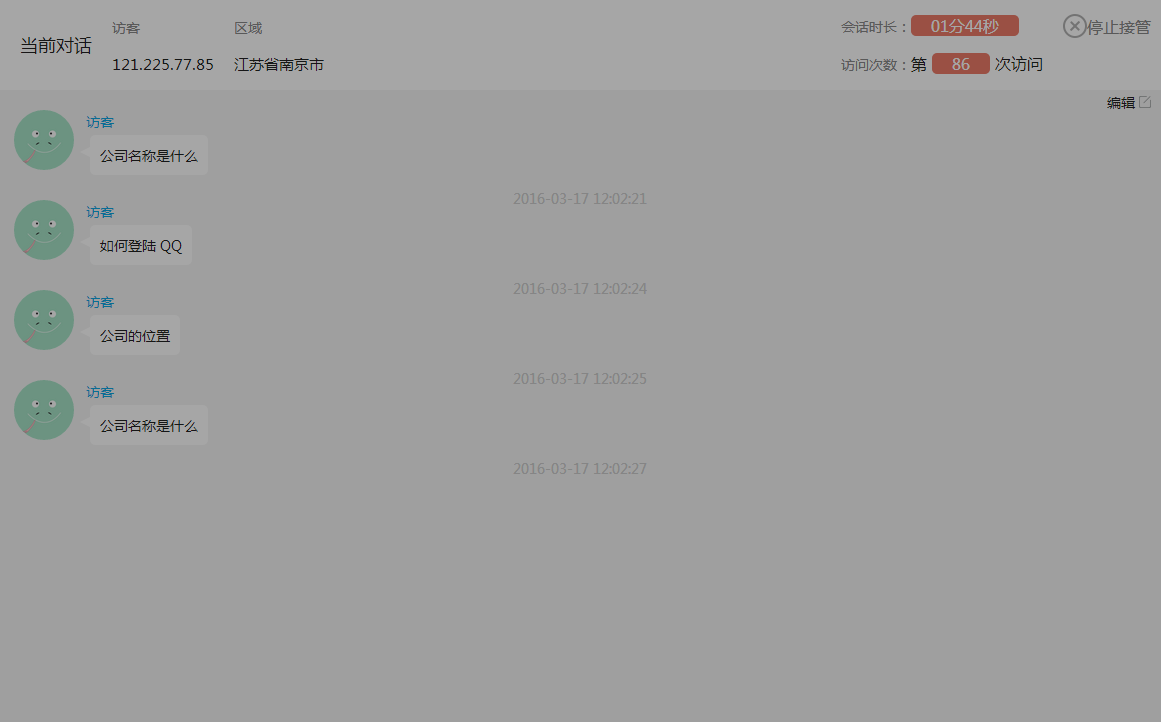 当前对话
访客 区域
121.225.77.85 江苏省南京市
会话时长：01分44秒
访问次数：第 86 次访问
停止接管
编辑
访客
公司名称是什么
2016-03-17 12:02:21
访客
如何登陆 QQ
2016-03-17 12:02:24
访客
公司的位置
2016-03-17 12:02:25
访客
公司名称是什么
2016-03-17 12:02:27